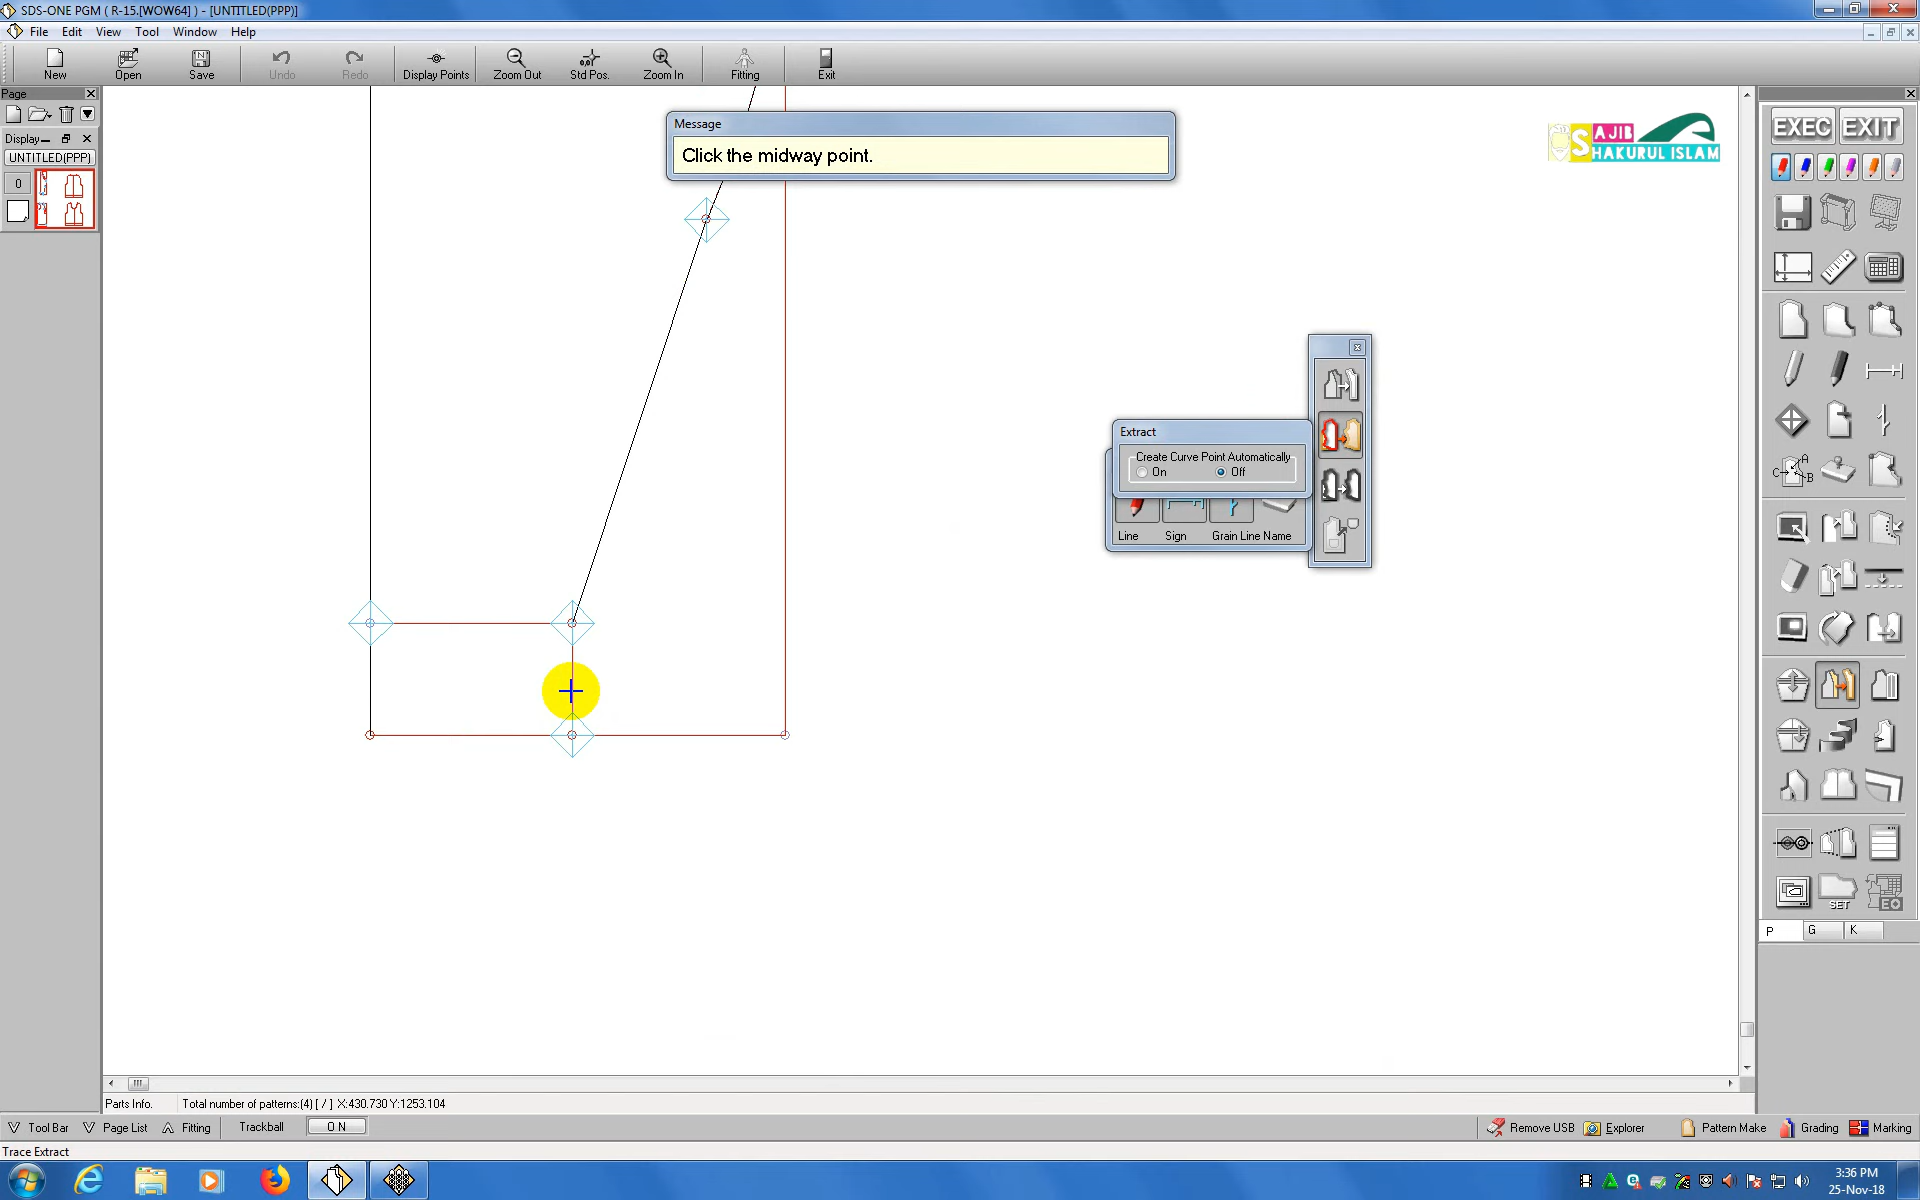 SDS-ONE PGM ( R-15.[WOW64] ) - [UNTITLED(PPP)]
File Edit View Tool Window Help
New Open Save Undo Redo Display Points Zoom Out Std Pos. Zoom In Fitting Exit
Page
Display
UNTITLED(PPP)
0
Message
Click the midway point.
S AJIB
HAKURUL ISLAM
EXEC EXIT
Extract
Create Curve Point Automatically
On Off
Line Sign Grain Line Name
C A B
SET EO
P G K
Parts Info. Total number of patterns:(4) [ / ] X:430.730 Y:1253.104
Tool Bar Page List Fitting Trackball ON Remove USB Explorer Pattern Make Grading Marking
Trace Extract
3:36 PM
25-Nov-18